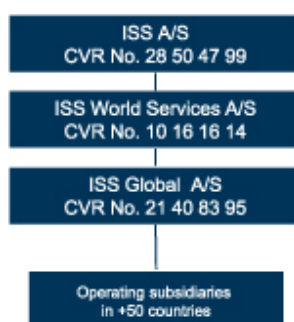 ISS A/S
CVR No. 28 50 47 99
ISS World Services A/S
CVR No. 10 16 16 14
ISS Global A/S
CVR No. 21 40 83 95
Operating subsidiaries
in +50 countries